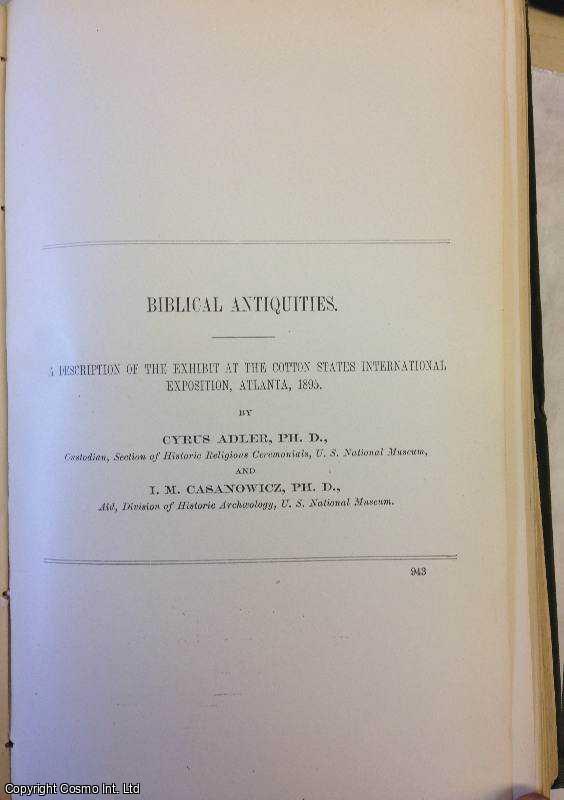 BIBLICAL ANTIQUITIES.
A DESCRIPTION OF THE EXHIBIT AT THE COTTON STATES INTERNATIONAL
EXPOSITION, ATLANTA, 1895.
BY
CYRUS ADLER, PH. D.,
Custodian, Section of Historic Religious Ceremonials, U. S. National Museum,
AND
I. M. CASANOWICZ, PH. D.,
Aid, Division of Historic Archæology, U. S. National Museum.
943
Copyright Cosmo Int. Ltd